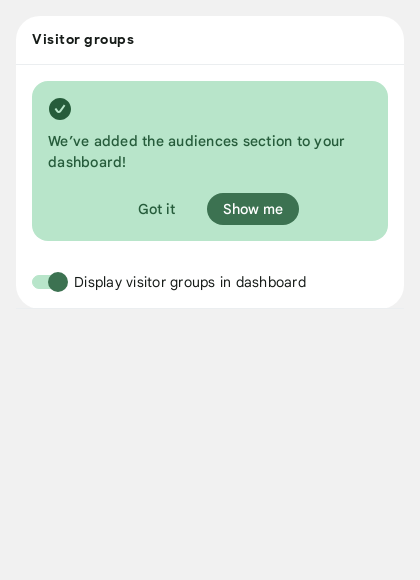 Visitor groups
We’ve added the audiences section to your
dashboard!
Got it
Show me
Display visitor groups in dashboard